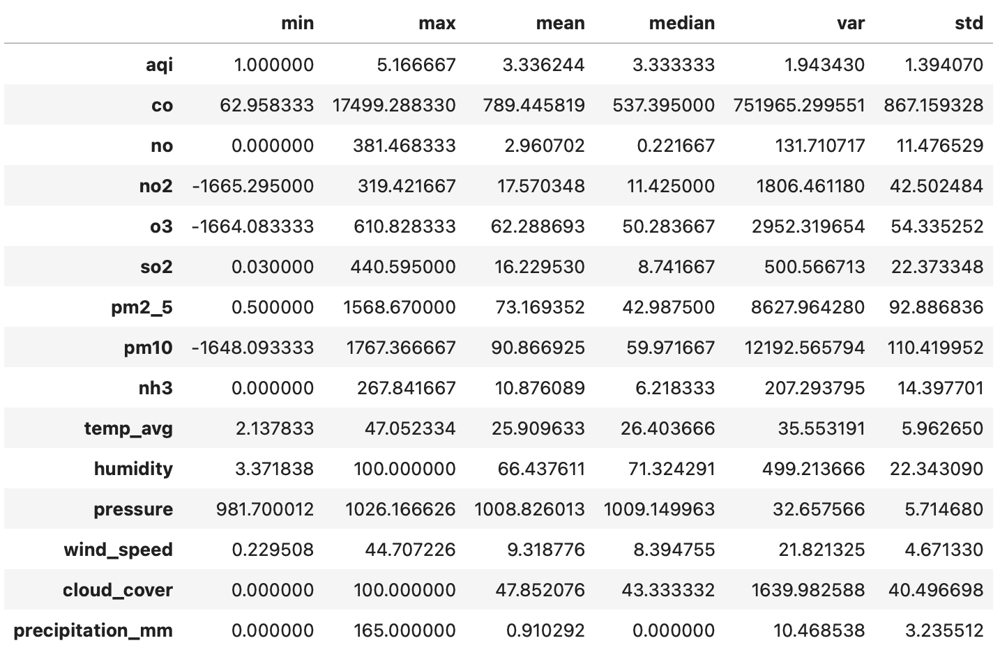 min max mean median var std
aqi 1.000000 5.166667 3.336244 3.333333 1.943430 1.394070
co 62.958333 17499.288330 789.445819 537.395000 751965.299551 867.159328
no 0.000000 381.468333 2.960702 0.221667 131.710717 11.476529
no2 -1665.295000 319.421667 17.570348 11.425000 1806.461180 42.502484
o3 -1664.083333 610.828333 62.288693 50.283667 2952.319654 54.335252
so2 0.030000 440.595000 16.229530 8.741667 500.566713 22.373348
pm2_5 0.500000 1568.670000 73.169352 42.987500 8627.964280 92.886836
pm10 -1648.093333 1767.366667 90.866925 59.971667 12192.565794 110.419952
nh3 0.000000 267.841667 10.876089 6.218333 207.293795 14.397701
temp_avg 2.137833 47.052334 25.909633 26.403666 35.553191 5.962650
humidity 3.371838 100.000000 66.437611 71.324291 499.213666 22.343090
pressure 981.700012 1026.166626 1008.826013 1009.149963 32.657566 5.714680
wind_speed 0.229508 44.707226 9.318776 8.394755 21.821325 4.671330
cloud_cover 0.000000 100.000000 47.852076 43.333332 1639.982588 40.496698
precipitation_mm 0.000000 165.000000 0.910292 0.000000 10.468538 3.235512